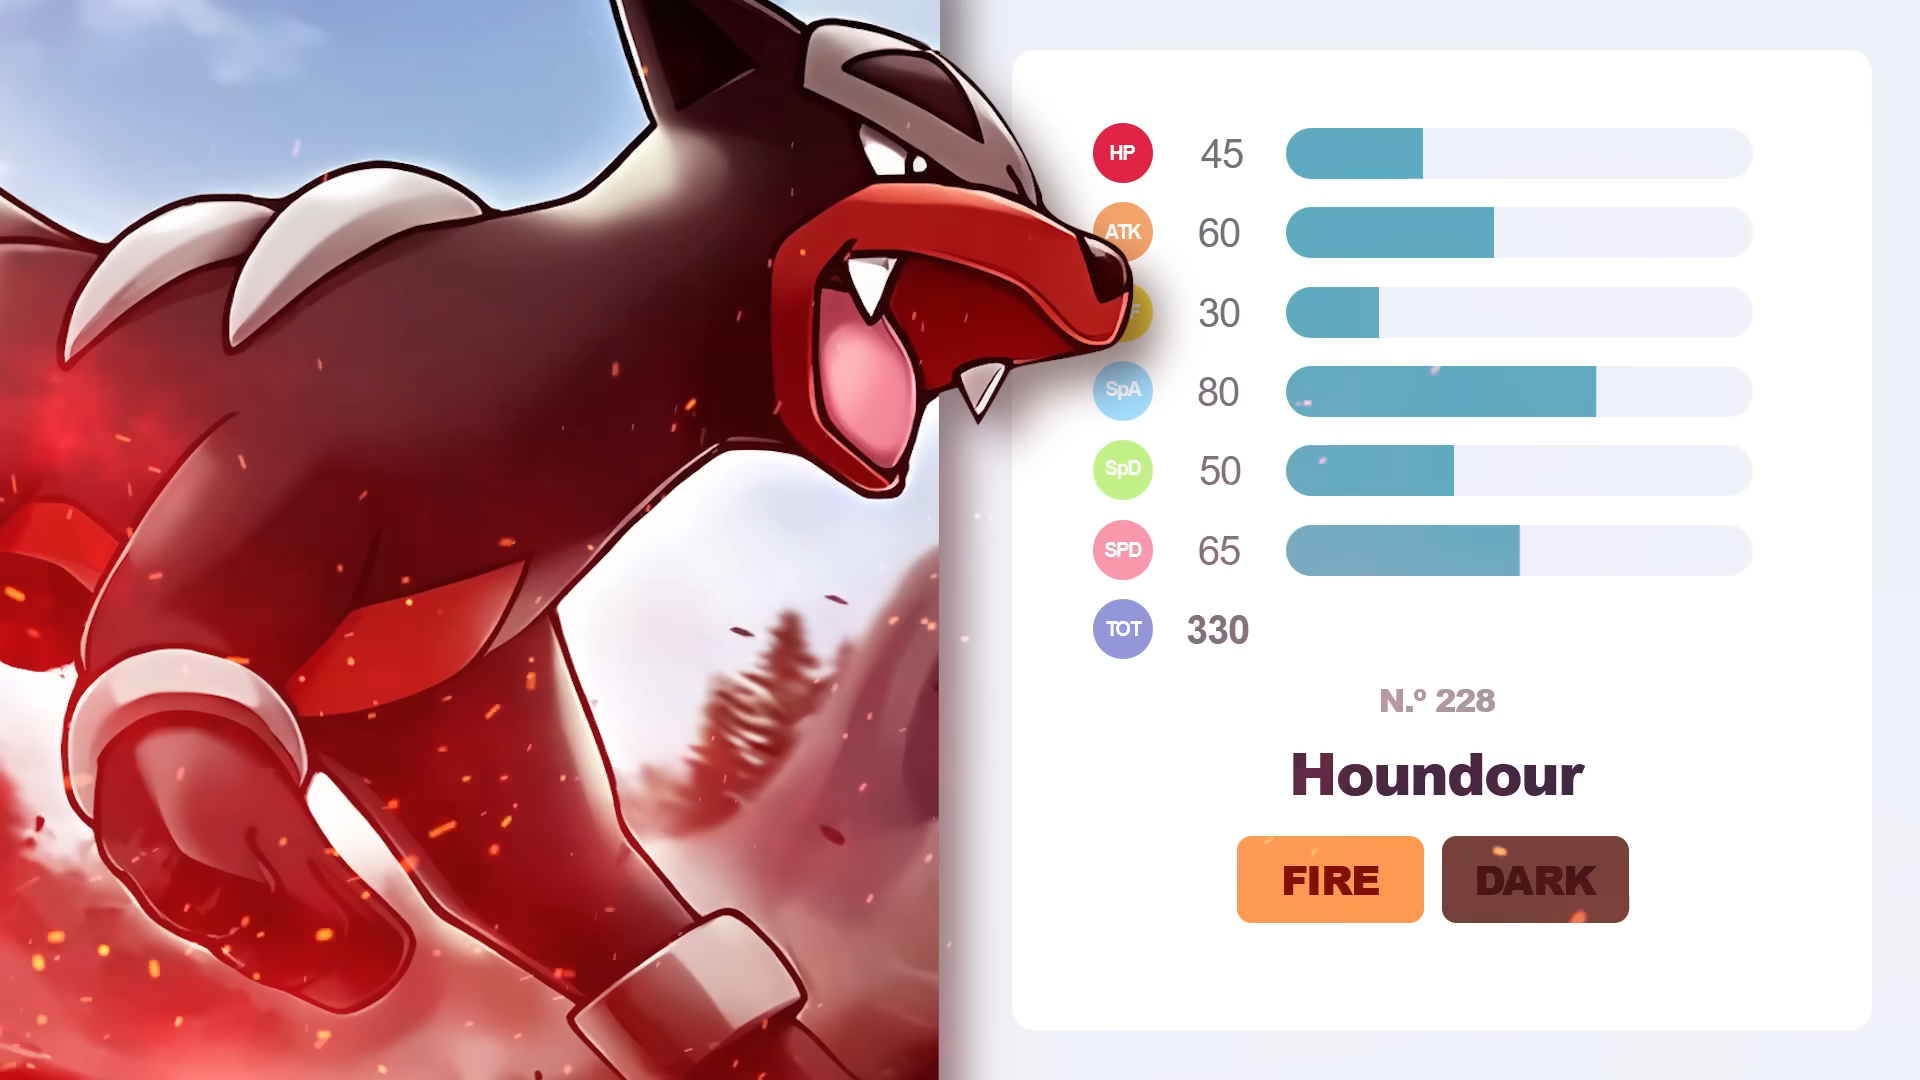 HP 45
ATK 60
F 30
SpA 80
SpD 50
SPD 65
TOT 330
N.º 228
Houndour
FIRE DARK